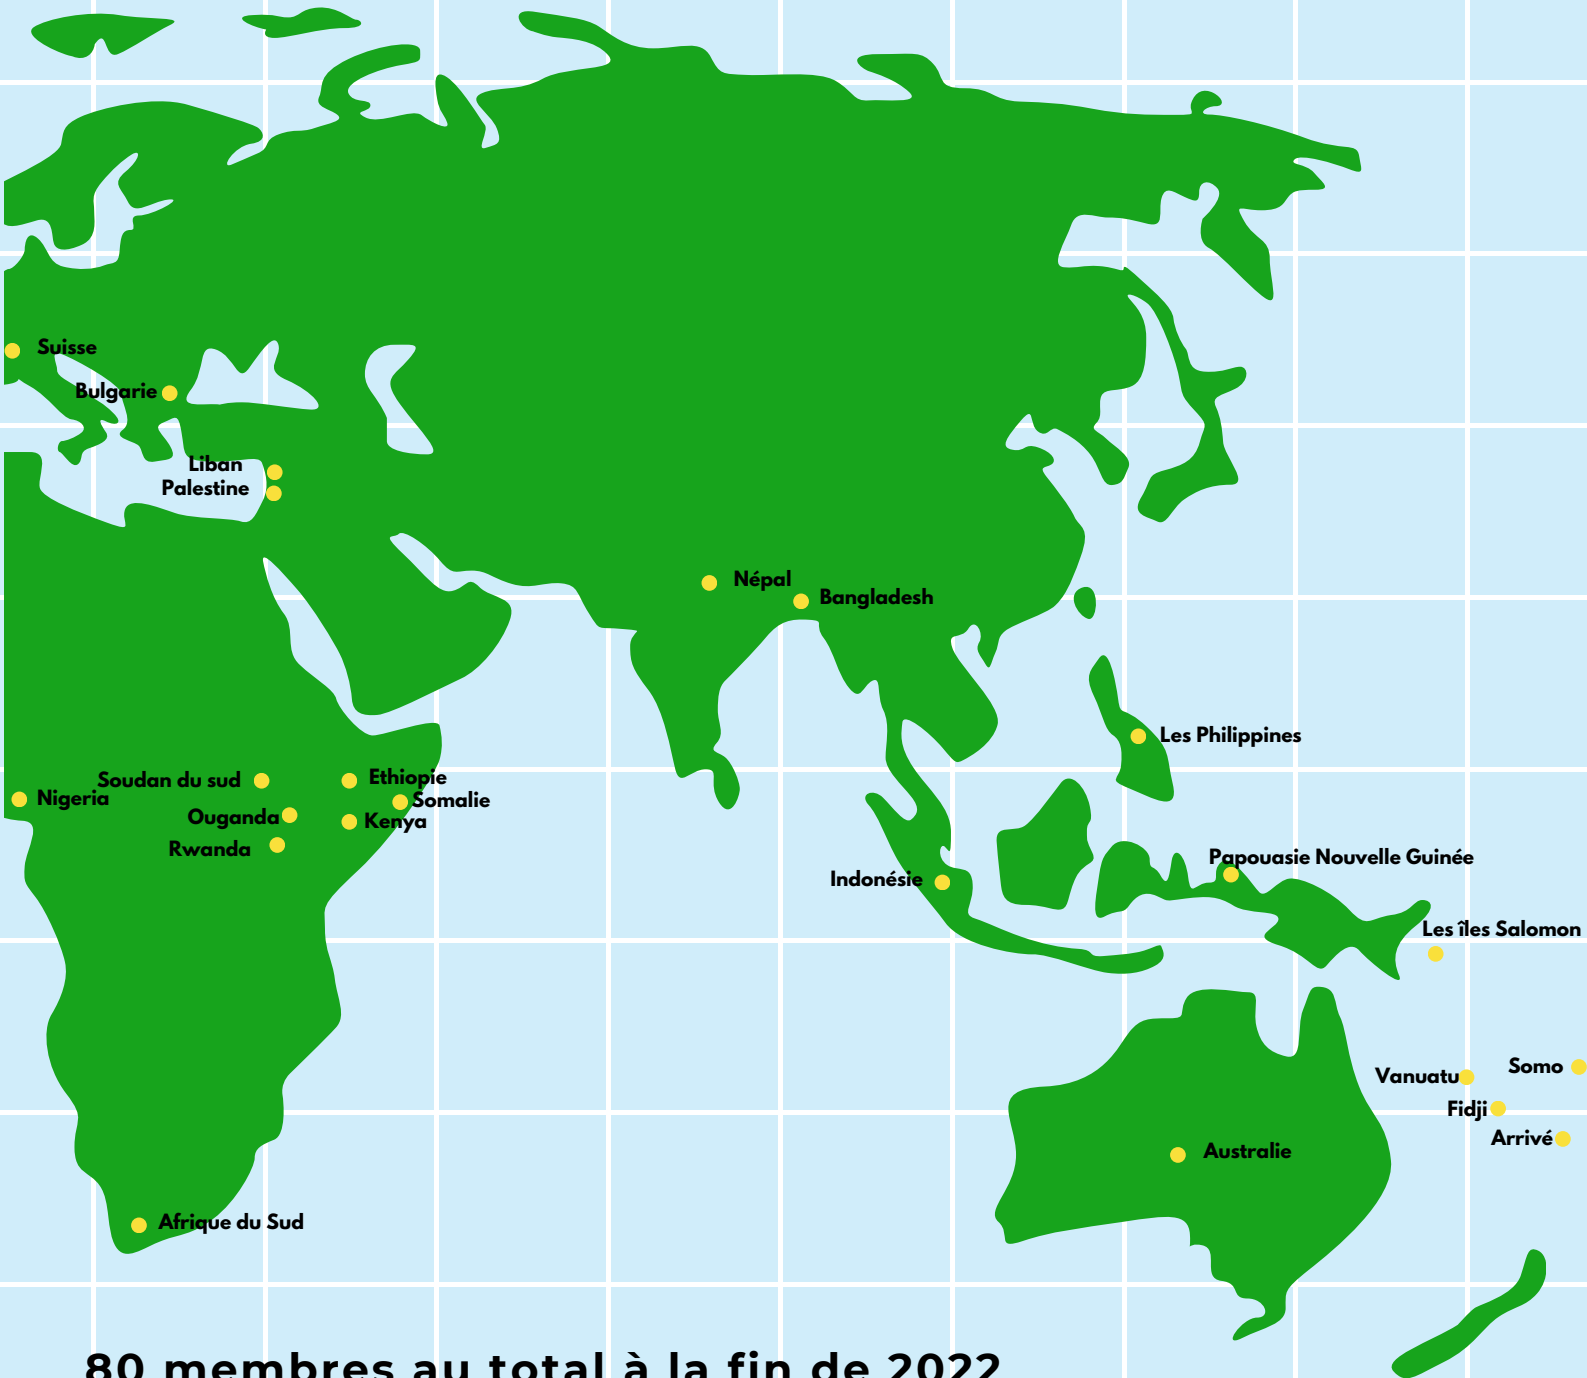 Suisse
Bulgarie
Liban
Palestine
Népal
Bangladesh
Les Philippines
Soudan du sud
Ethiopie
Nigeria
Somalie
Ouganda
Kenya
Rwanda
Papouasie Nouvelle Guinée
Indonésie
Les îles Salomon
Somo
Vanuatu
Fidji
Arrivé
Australie
Afrique du Sud
80 membres au total à la fin de 2022